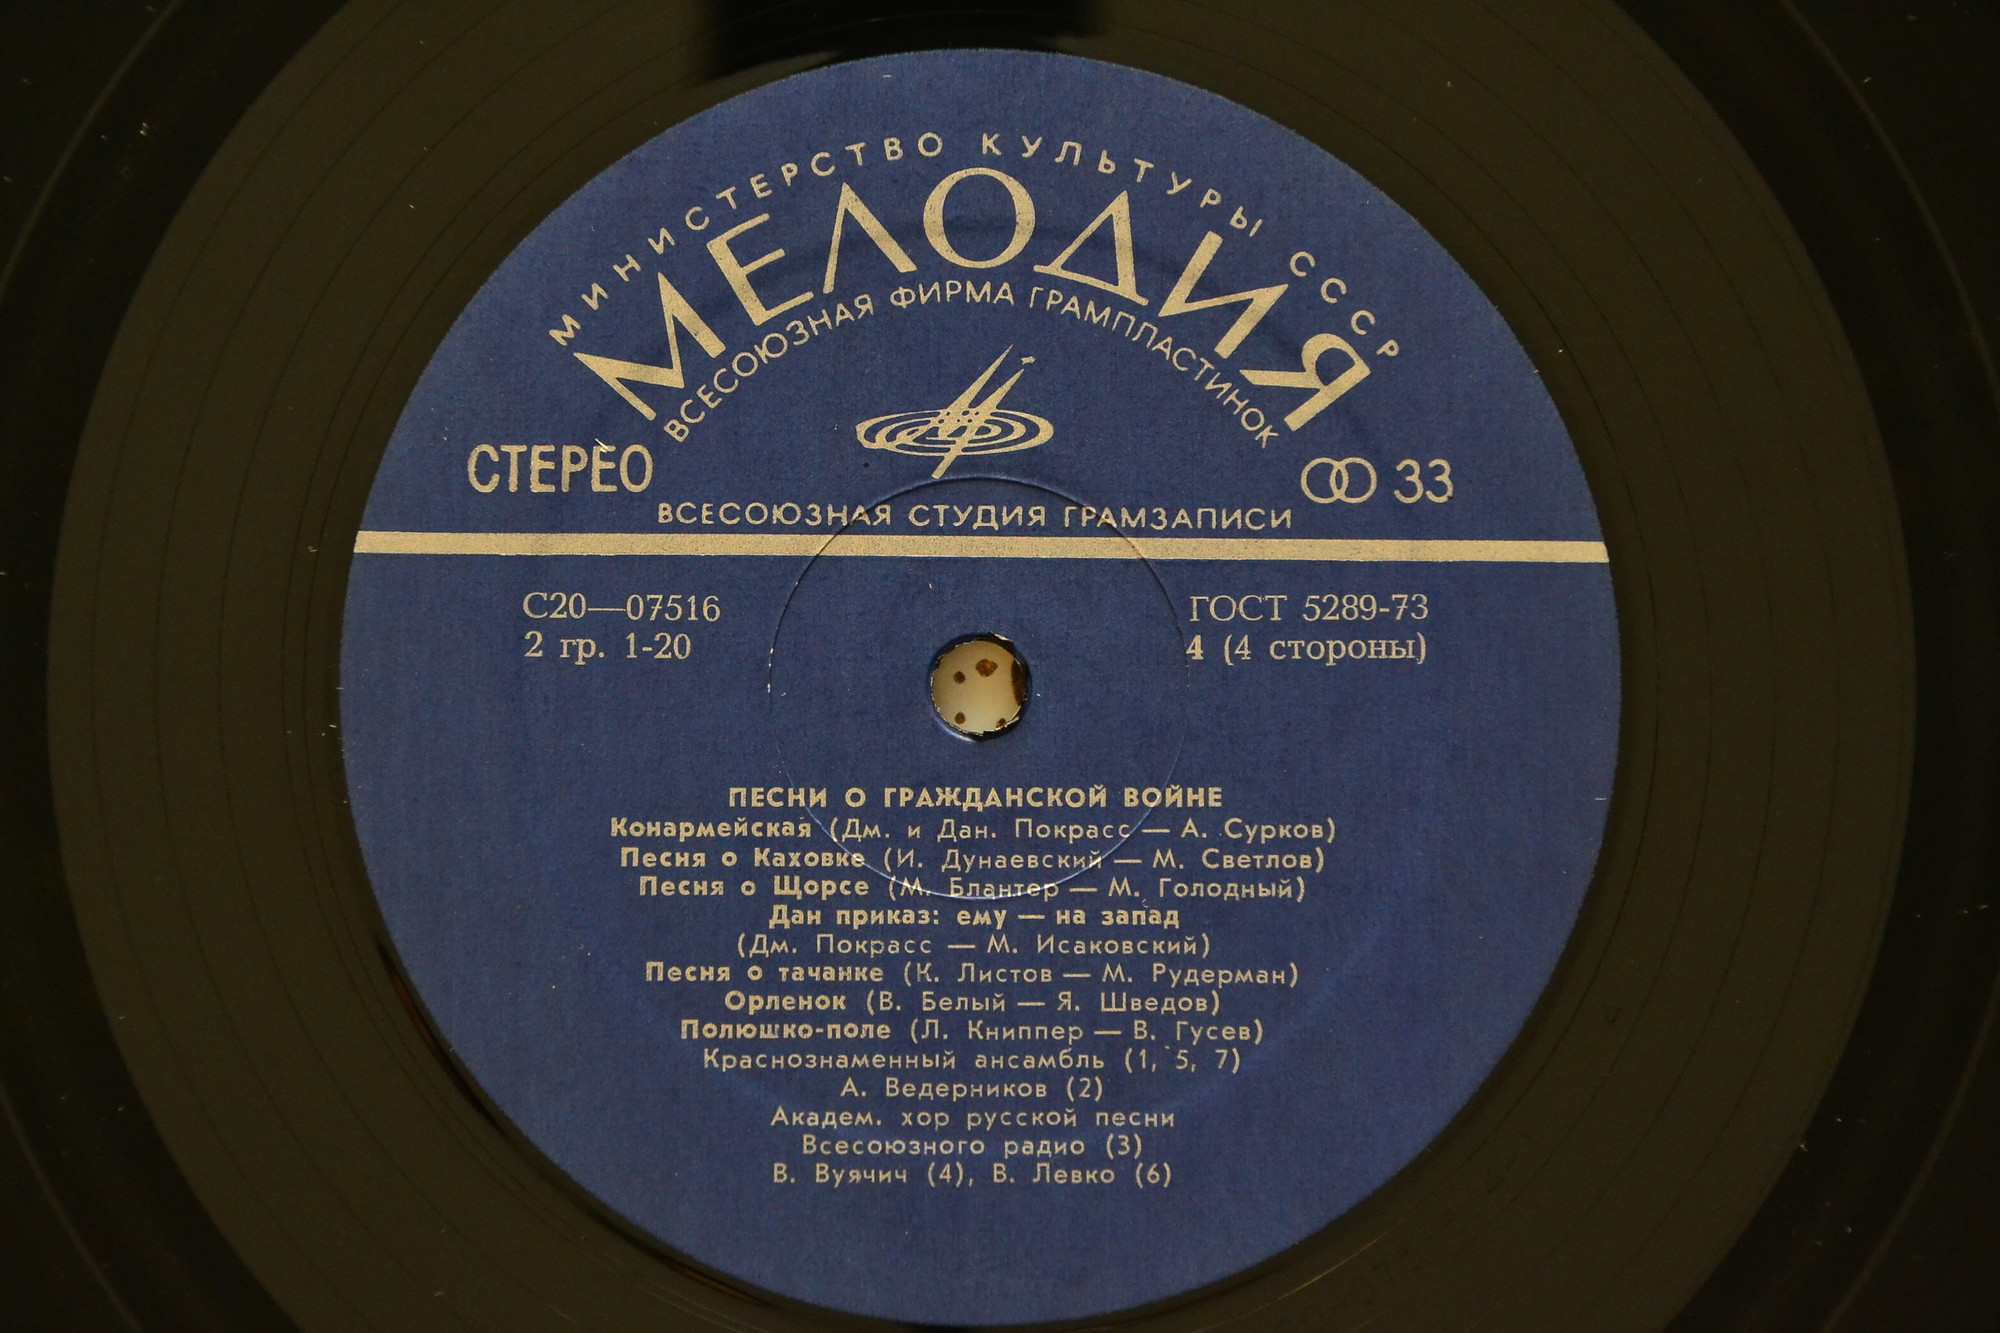 МИНИСТЕРСТВО КУЛЬТУРЫ СССР
МЕЛОДИЯ
ВСЕСОЮЗНАЯ ФИРМА ГРАМПЛАСТИНОК
СТЕРЕО
33
ВСЕСОЮЗНАЯ СТУДИЯ ГРАМЗАПИСИ
С20—07516
ГОСТ 5289-73
2 гр. 1-20
4 (4 стороны)
ПЕСНИ О ГРАЖДАНСКОЙ ВОЙНЕ
Конармейская (Дм. и Дан. Покрасс — А. Сурков)
Песня о Каховке (И. Дунаевский — М. Светлов)
Песня о Щорсе (М. Блантер — М. Голодный)
Дан приказ: ему — на запад
(Дм. Покрасс — М. Исаковский)
Песня о тачанке (К. Листов — М. Рудерман)
Орленок (В. Белый — Я. Шведов)
Полюшко-поле (Л. Книппер — В. Гусев)
Краснознаменный ансамбль (1, 5, 7)
А. Ведерников (2)
Академ. хор русской песни
Всесоюзного радио (3)
В. Вуячич (4), В. Левко (6)